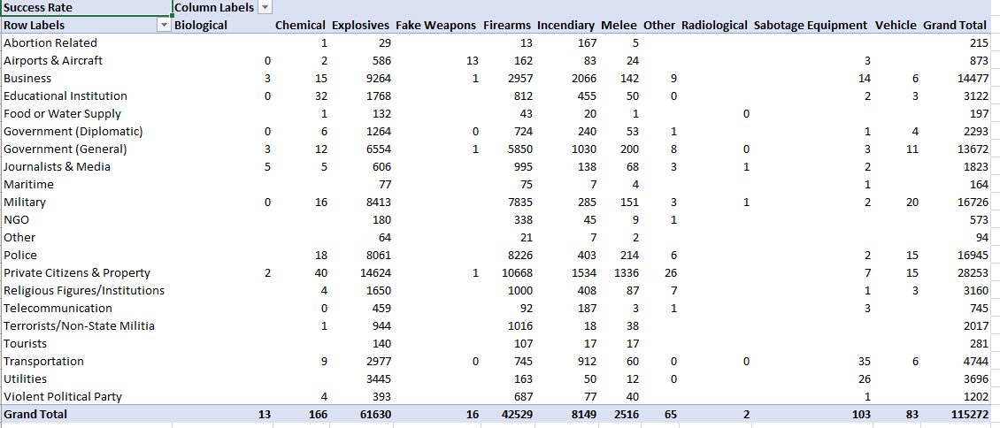 Success Rate Column Labels
Row Labels Biological Chemical Explosives Fake Weapons Firearms Incendiary Melee Other Radiological Sabotage Equipment Vehicle Grand Total
Abortion Related 1 29 13 167 5 215
Airports & Aircraft 0 2 586 13 162 83 24 3 873
Business 3 15 9264 1 2957 2066 142 9 14 6 14477
Educational Institution 0 32 1768 812 455 50 0 2 3 3122
Food or Water Supply 1 132 43 20 1 0 197
Government (Diplomatic) 0 6 1264 0 724 240 53 1 1 4 2293
Government (General) 3 12 6554 1 5850 1030 200 8 0 3 11 13672
Journalists & Media 5 5 606 995 138 68 3 1 2 1823
Maritime 77 75 7 4 1 164
Military 0 16 8413 7835 285 151 3 1 2 20 16726
NGO 180 338 45 9 1 573
Other 64 21 7 2 94
Police 18 8061 8226 403 214 6 2 15 16945
Private Citizens & Property 2 40 14624 1 10668 1534 1336 26 7 15 28253
Religious Figures/Institutions 4 1650 1000 408 87 7 1 3 3160
Telecommunication 0 459 92 187 3 1 3 745
Terrorists/Non-State Militia 1 944 1016 18 38 2017
Tourists 140 107 17 17 281
Transportation 9 2977 0 745 912 60 0 0 35 6 4744
Utilities 3445 163 50 12 0 26 3696
Violent Political Party 4 393 687 77 40 1 1202
Grand Total 13 166 61630 16 42529 8149 2516 65 2 103 83 115272